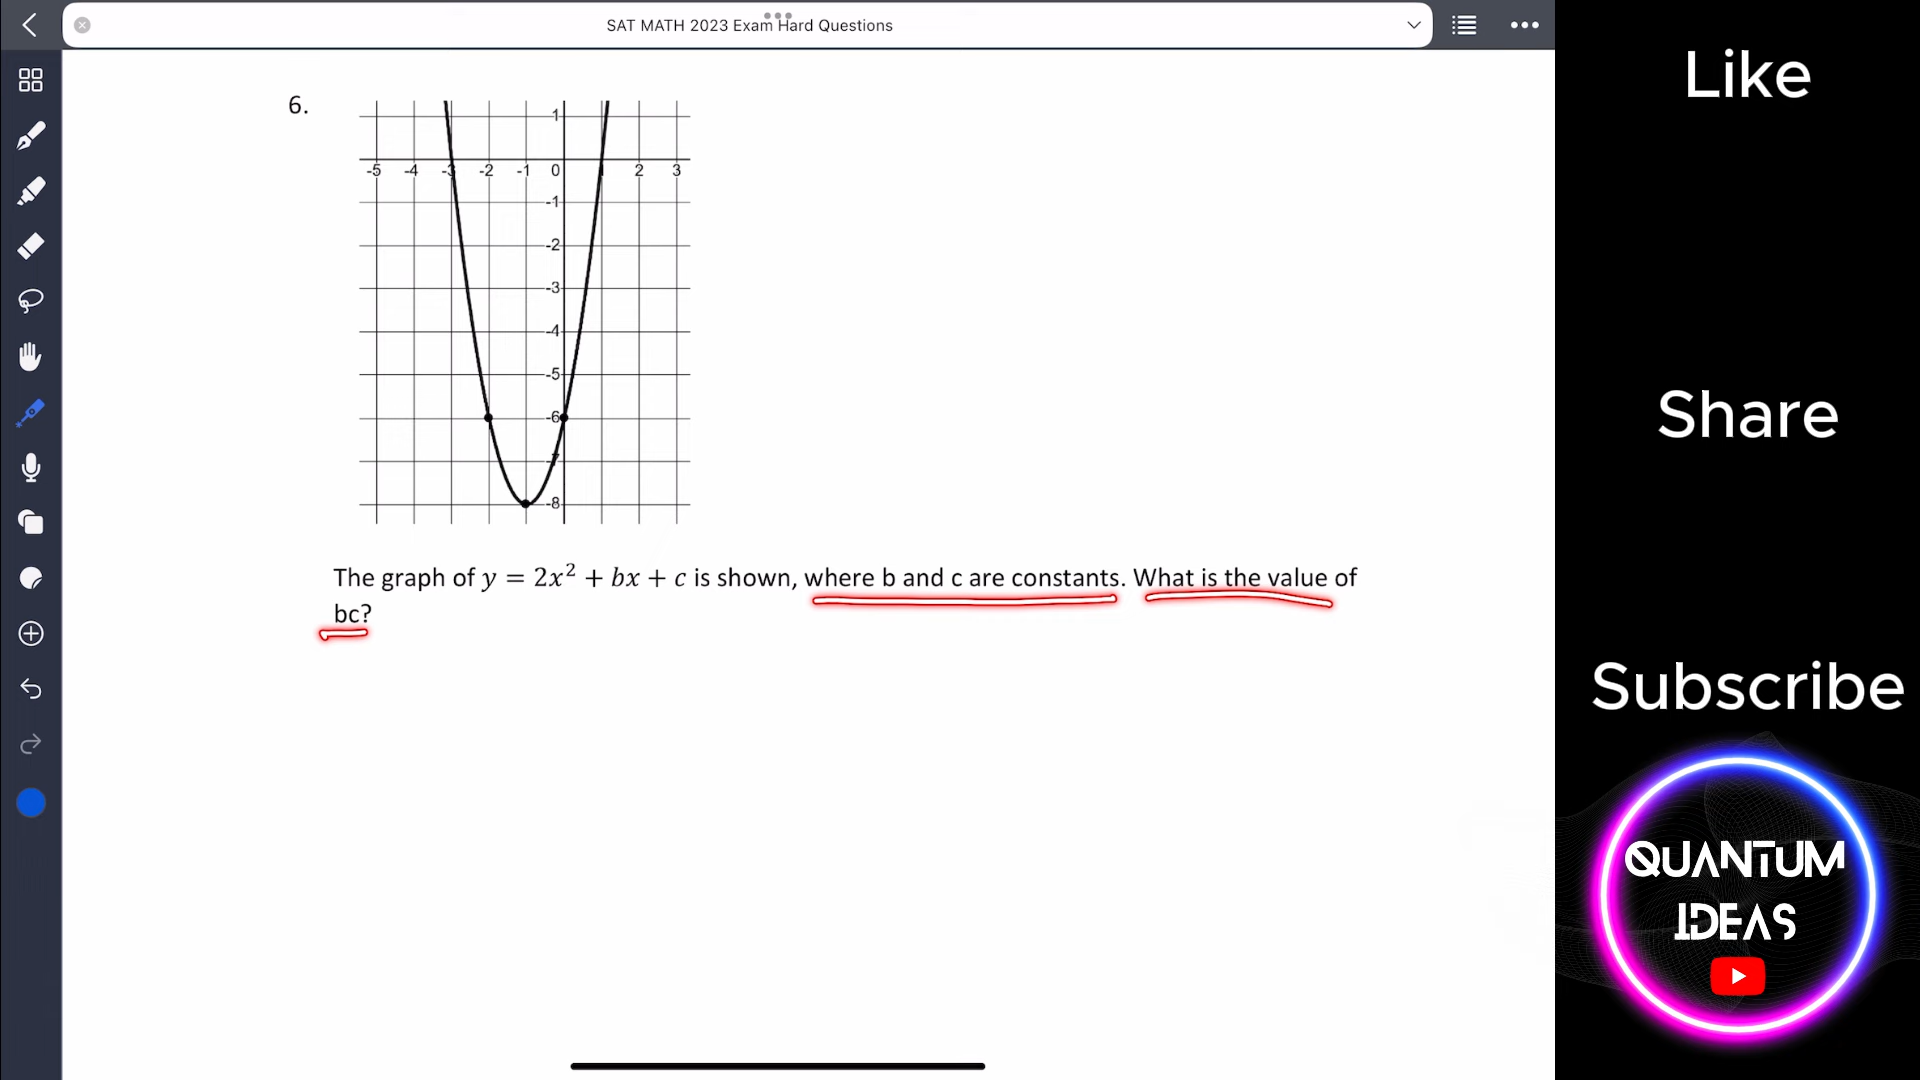 SAT MATH 2023 Exam Hard Questions
Like
6.
1
-5 -4 -3 -2 -1 0 2 3
-1
-2
-3
-4
-5
-6
-7
-8
Share
The graph of y = 2x² + bx + c is shown, where b and c are constants. What is the value of
bc?
Subscribe
QUANTUM
IDEAS